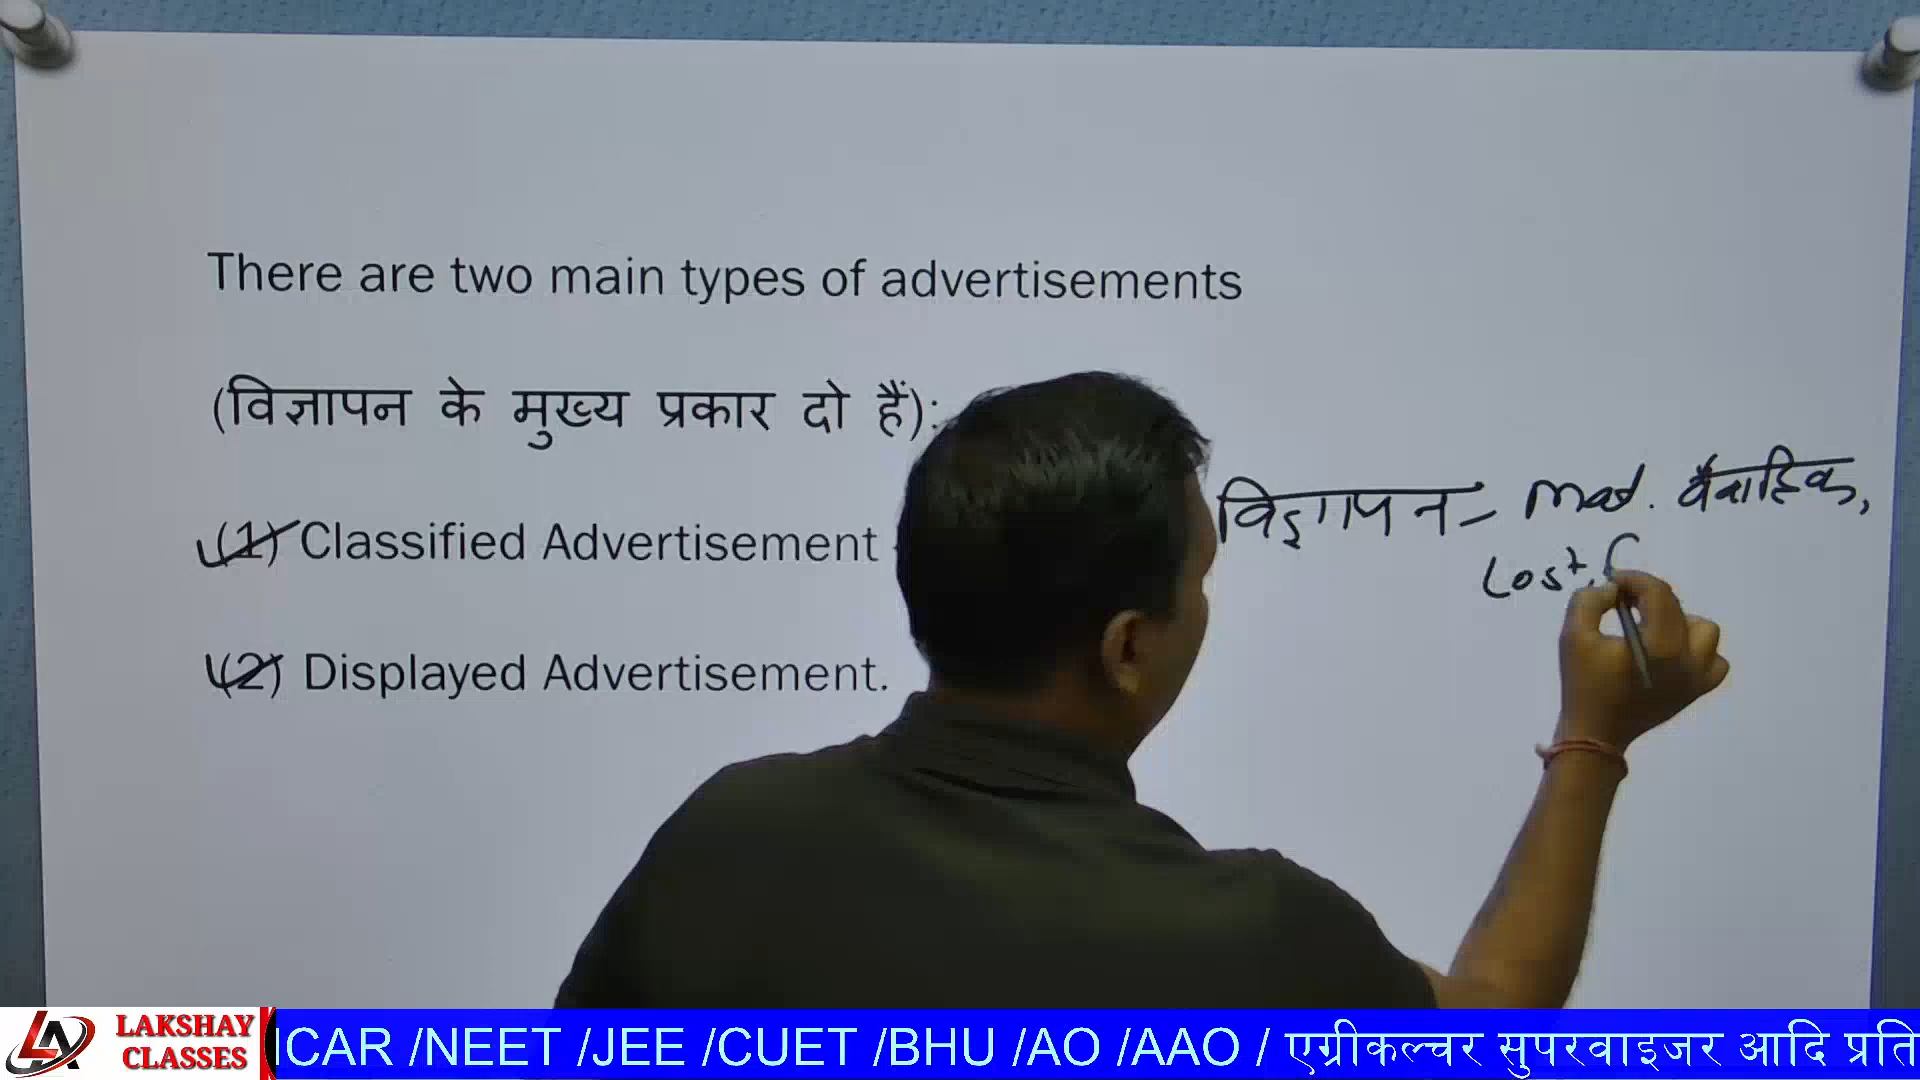 There are two main types of advertisements
(विज्ञापन के मुख्य प्रकार दो हैं):
(1) Classified Advertisement
(2) Displayed Advertisement.
विज्ञापन - mat. वैवाहिक,
Lost,
LAKSHAY
CLASSES
ICAR /NEET /JEE /CUET /BHU /AO /AAO / एग्रीकल्चर सुपरवाइजर आदि प्रति